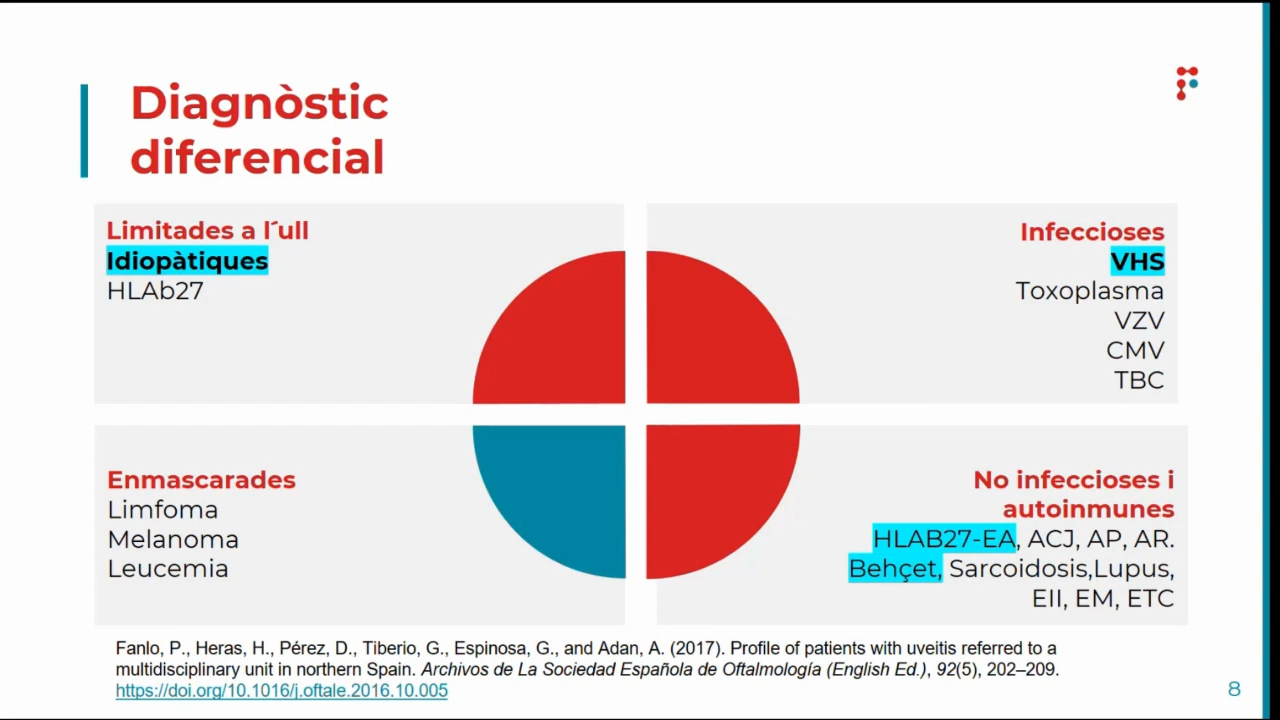 Diagnòstic
diferencial
Limitades a l´ull
Idiopàtiques
HLAb27
Infeccioses
VHS
Toxoplasma
VZV
CMV
TBC
Enmascarades
Limfoma
Melanoma
Leucemia
No infeccioses i
autoinmunes
HLAB27-EA, ACJ, AP, AR.
Behçet, Sarcoidosis,Lupus,
EII, EM, ETC
Fanlo, P., Heras, H., Pérez, D., Tiberio, G., Espinosa, G., and Adan, A. (2017). Profile of patients with uveitis referred to a
multidisciplinary unit in northern Spain. Archivos de La Sociedad Española de Oftalmología (English Ed.), 92(5), 202–209.
https://doi.org/10.1016/j.oftale.2016.10.005
8